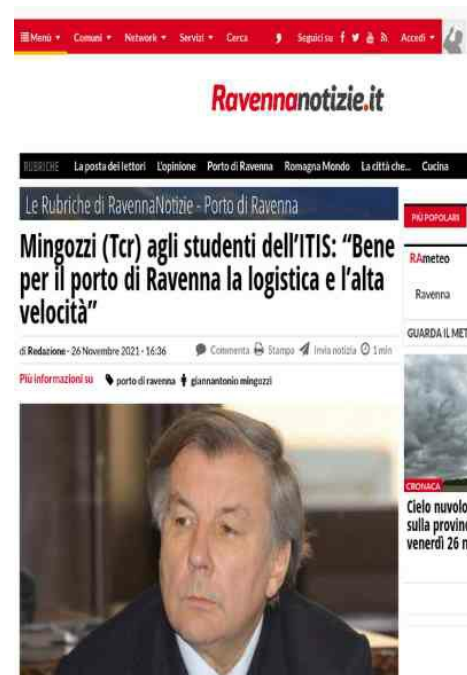 Menù Comuni Network Servizi Cerca Seguici su Accedi
Ravennanotizie.it
RUBRICHE La posta dei lettori L'opinione Porto di Ravenna Romagna Mondo La città che... Cucina
Le Rubriche di RavennaNotizie - Porto di Ravenna
Mingozzi (Tcr) agli studenti dell'ITIS: “Bene
per il porto di Ravenna la logistica e l'alta
velocità”
di Redazione - 26 Novembre 2021 - 16:36 Commenta Stampa Invia notizia 1 min
Più informazioni su porto di ravenna giannantonio mingozzi
PIÙ POPOLARI
RAmeteo
Ravenna
GUARDA IL MET
CRONACA
Cielo nuvolo
sulla provinc
venerdì 26 n